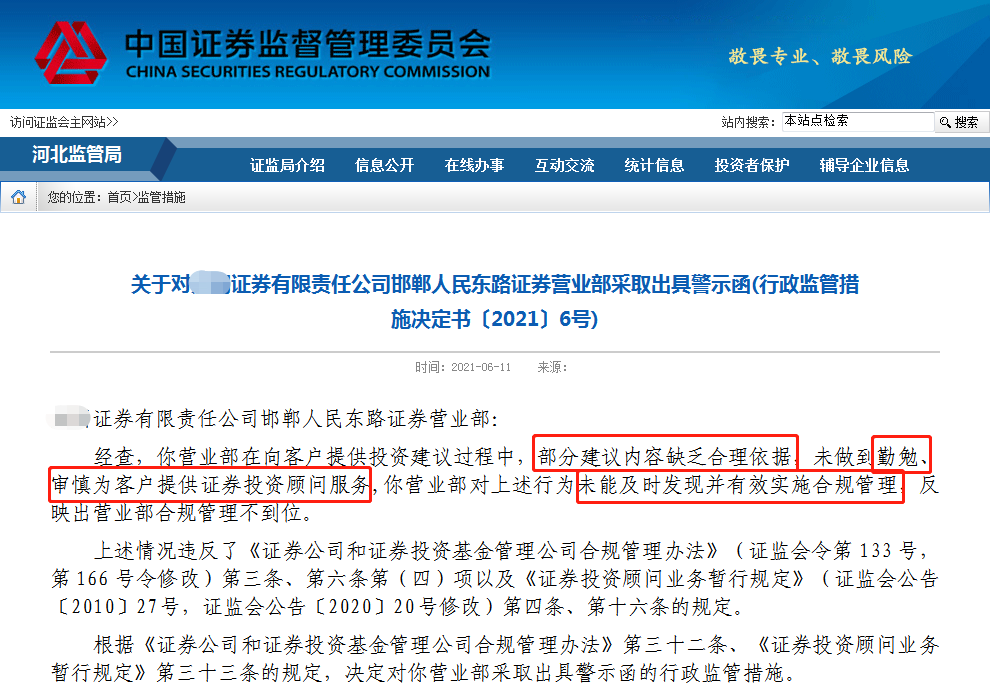 中国证券监督管理委员会
CHINA SECURITIES REGULATORY COMMISSION
敬畏专业、敬畏风险
访问证监会主网站>>
站内搜索: 本站点检索 搜索
河北监管局
证监局介绍 信息公开 在线办事 互动交流 统计信息 投资者保护 辅导企业信息
您的位置: 首页>监管措施
关于对 证券有限责任公司邯郸人民东路证券营业部采取出具警示函(行政监管措
施决定书〔2021〕6号)
时间: 2021-06-11 来源:
证券有限责任公司邯郸人民东路证券营业部:
经查，你营业部在向客户提供投资建议过程中，部分建议内容缺乏合理依据，未做到勤勉、
审慎为客户提供证券投资顾问服务,你营业部对上述行为未能及时发现并有效实施合规管理，反
映出营业部合规管理不到位。
上述情况违反了《证券公司和证券投资基金管理公司合规管理办法》（证监会令第133号，
第166号令修改）第三条、第六条第（四）项以及《证券投资顾问业务暂行规定》（证监会公告
〔2010〕27号，证监会公告〔2020〕20号修改）第四条、第十六条的规定。
根据《证券公司和证券投资基金管理公司合规管理办法》第三十二条、《证券投资顾问业务
暂行规定》第三十三条的规定，决定对你营业部采取出具警示函的行政监管措施。